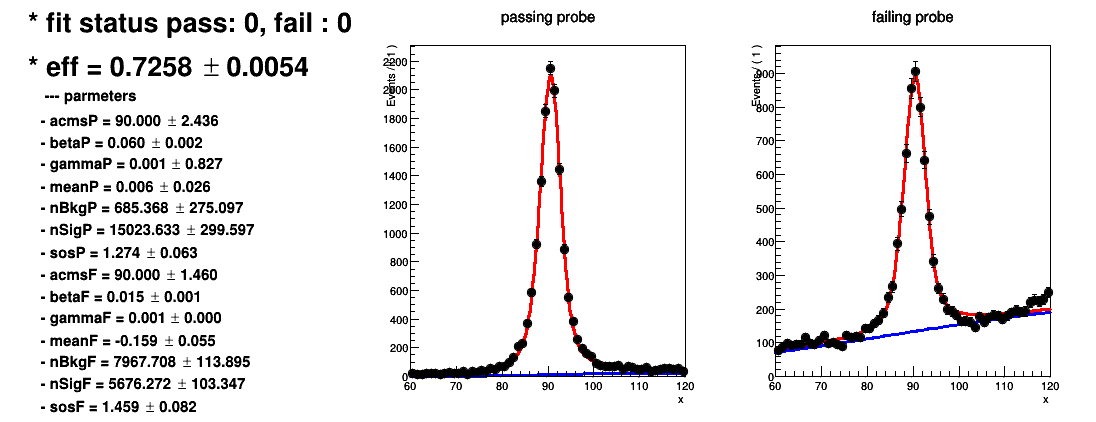 * fit status pass: 0, fail : 0
* eff = 0.7258 ± 0.0054
--- parmeters
- acmsP = 90.000 ± 2.436
- betaP = 0.060 ± 0.002
- gammaP = 0.001 ± 0.827
- meanP = 0.006 ± 0.026
- nBkgP = 685.368 ± 275.097
- nSigP = 15023.633 ± 299.597
- sosP = 1.274 ± 0.063
- acmsF = 90.000 ± 1.460
- betaF = 0.015 ± 0.001
- gammaF = 0.001 ± 0.000
- meanF = -0.159 ± 0.055
- nBkgF = 7967.708 ± 113.895
- nSigF = 5676.272 ± 103.347
- sosF = 1.459 ± 0.082
passing probe
Events / ( 1 )
2200
1800
1600
1400
1200
1000
800
600
400
200
0
60 70 80 90 100 110 120
x
failing probe
Events / ( 1 )
900
800
700
600
500
400
300
200
100
0
60 70 80 90 100 110 120
x